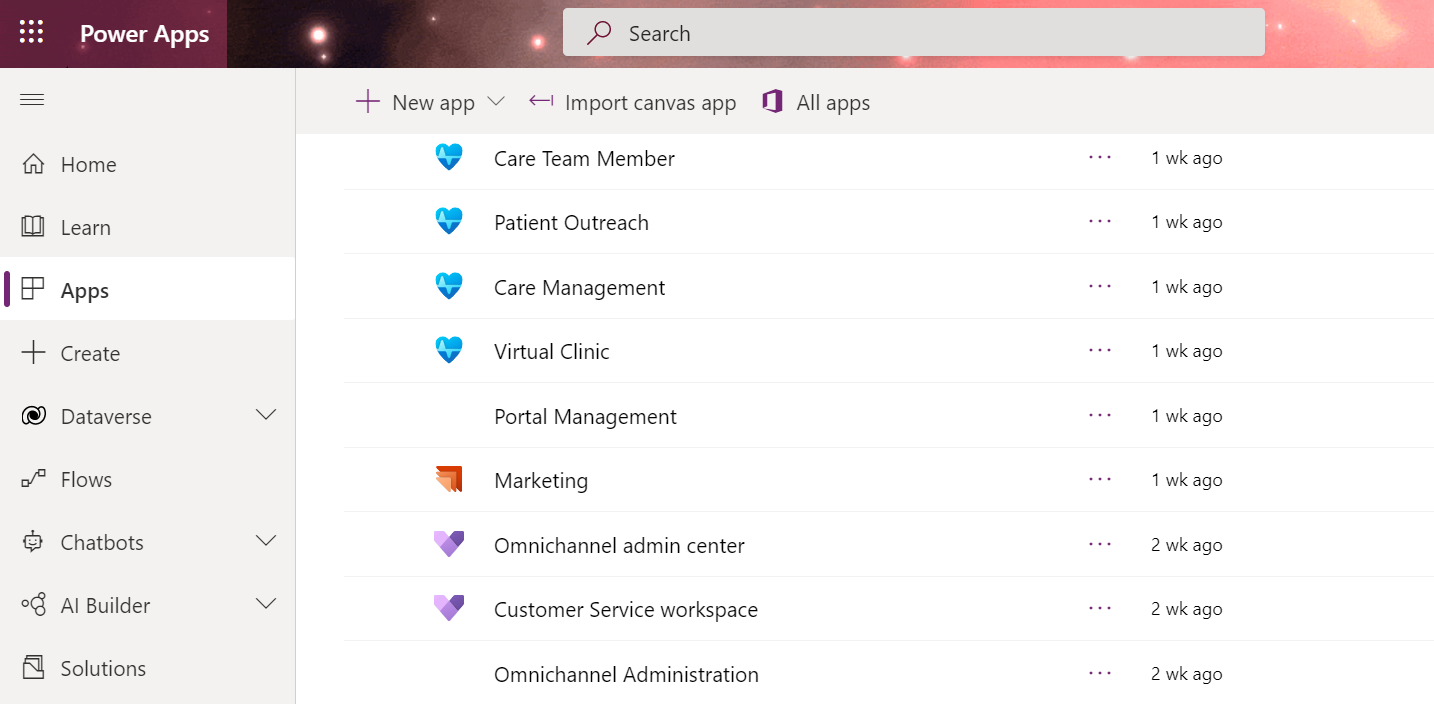 Power Apps
Search
New app
Import canvas app
All apps
Home
Learn
Apps
Create
Dataverse
Flows
Chatbots
AI Builder
Solutions
Care Team Member ··· 1 wk ago
Patient Outreach ··· 1 wk ago
Care Management ··· 1 wk ago
Virtual Clinic ··· 1 wk ago
Portal Management ··· 1 wk ago
Marketing ··· 1 wk ago
Omnichannel admin center ··· 2 wk ago
Customer Service workspace ··· 2 wk ago
Omnichannel Administration ··· 2 wk ago